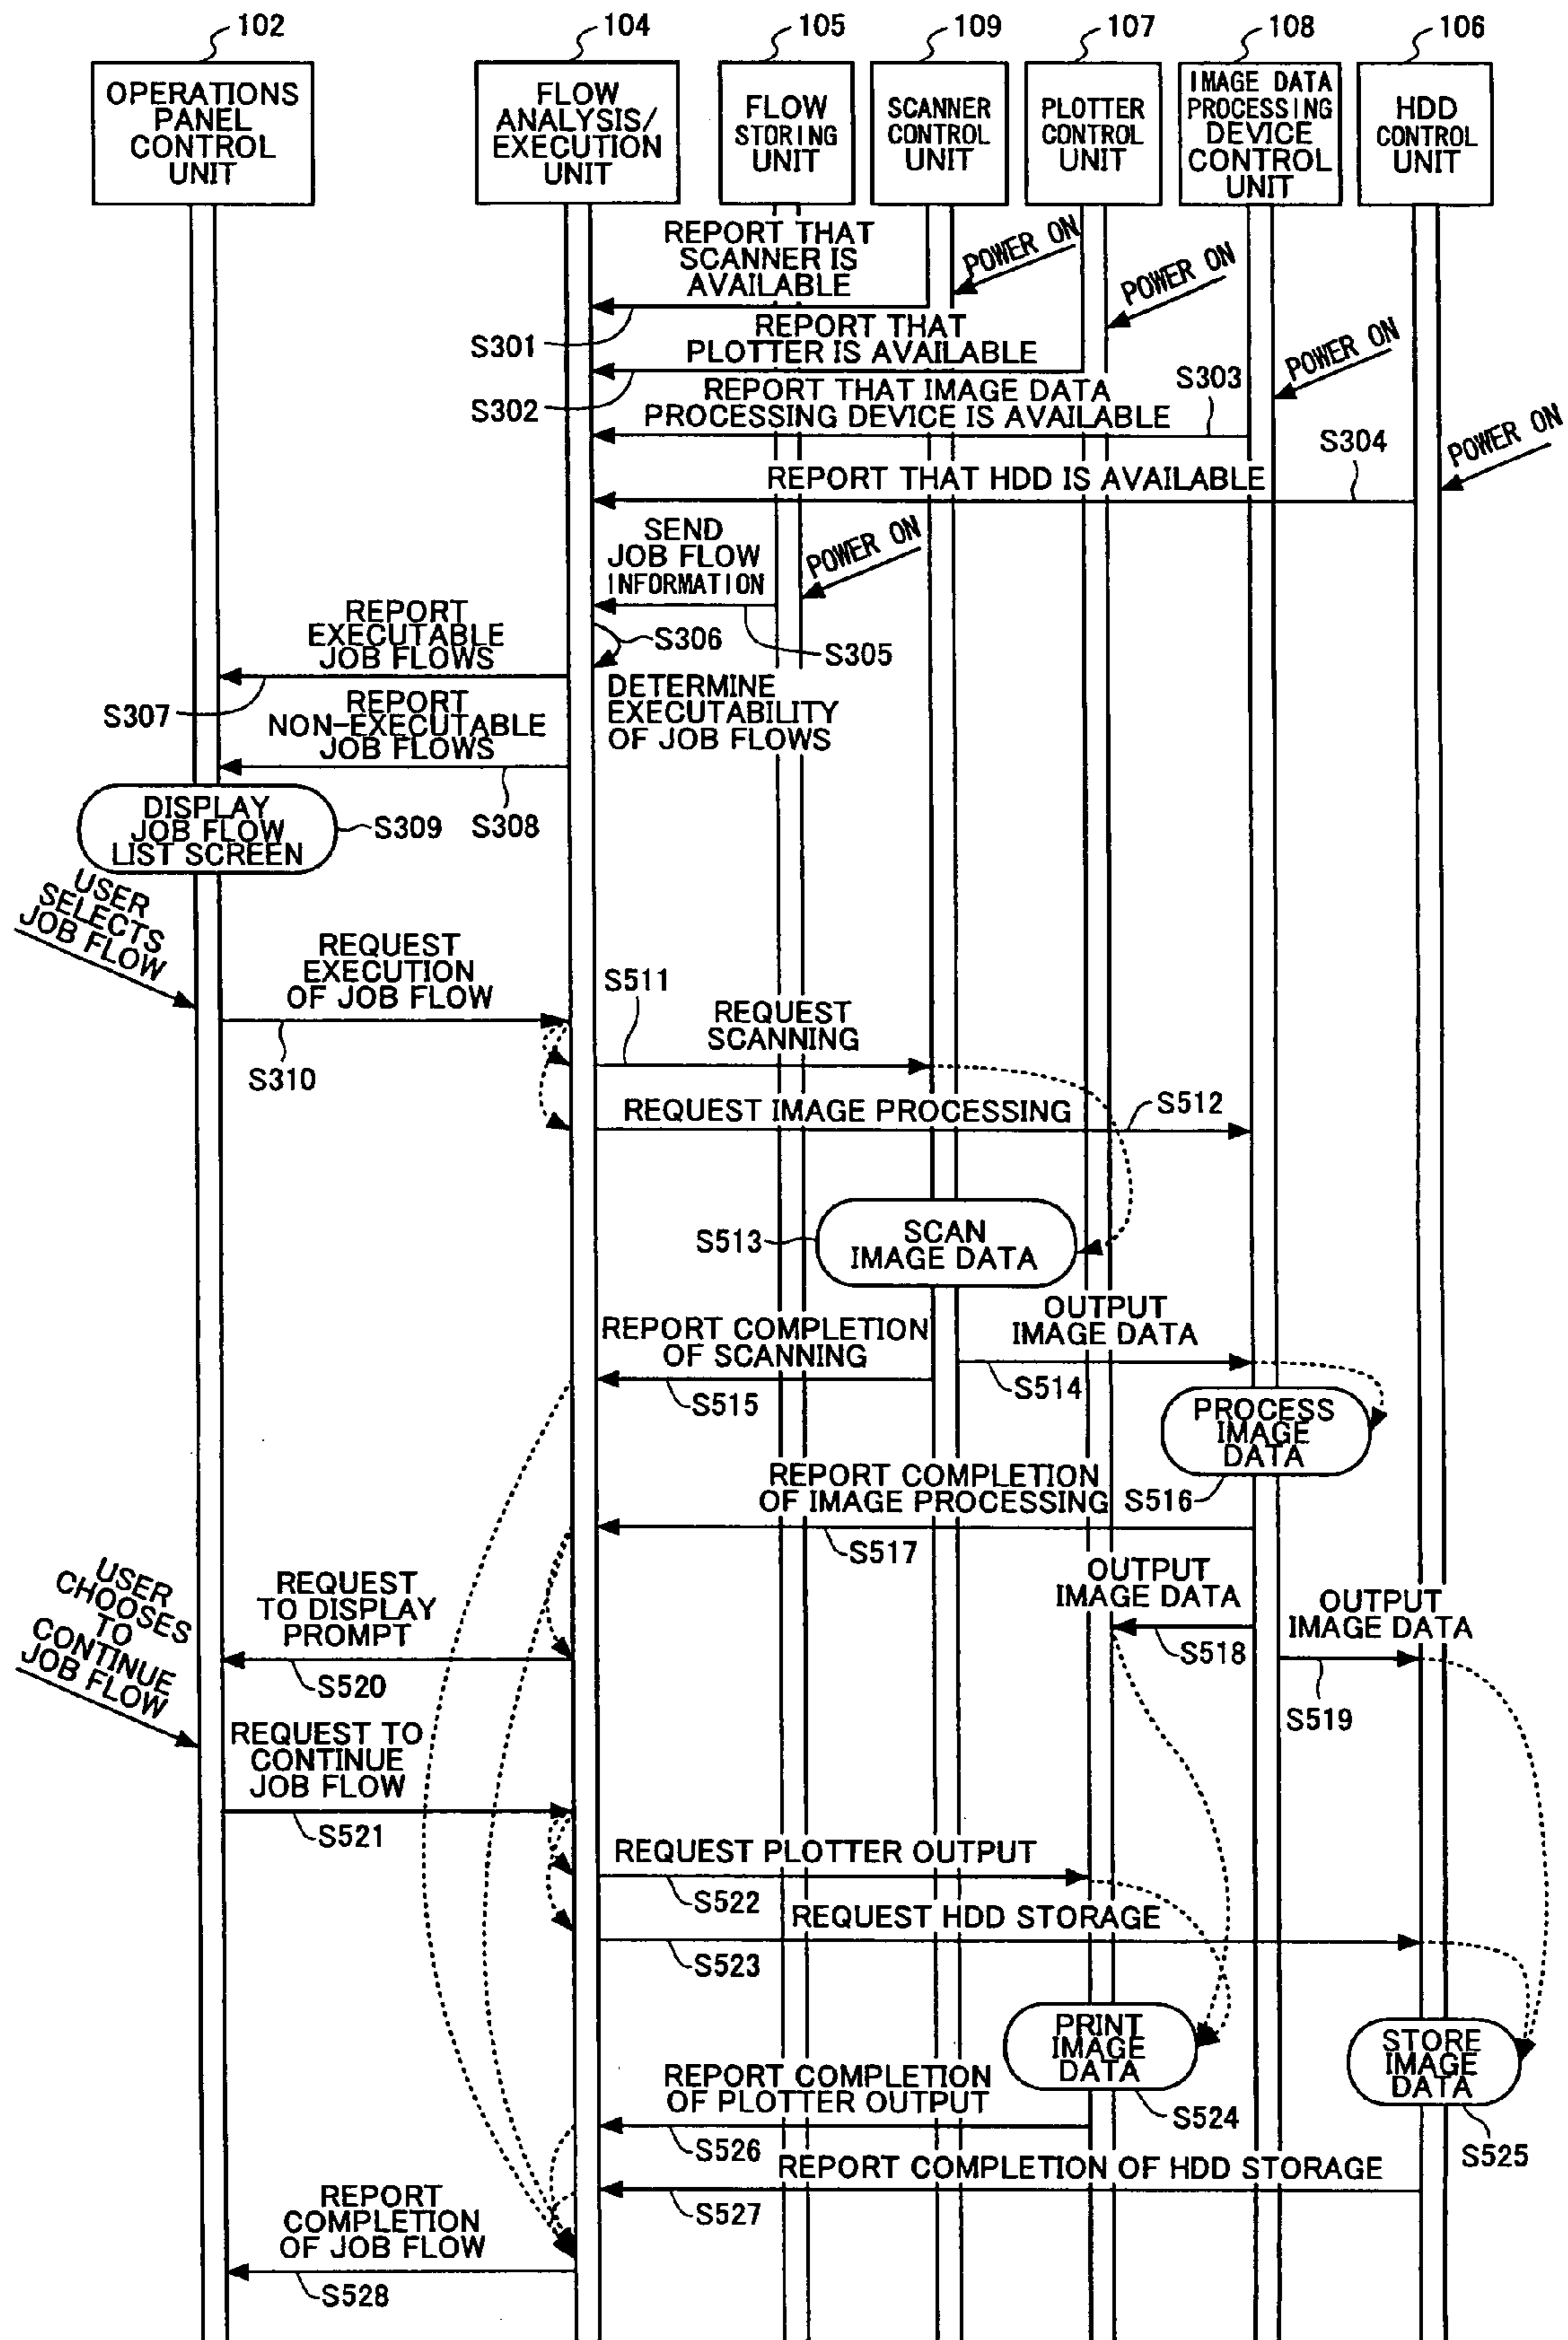 102
104
105
109
107
108
106
OPERATIONS
PANEL
CONTROL
UNIT
FLOW
ANALYSIS/
EXECUTION
UNIT
FLOW
STORING
UNIT
SCANNER
CONTROL
UNIT
PLOTTER
CONTROL
UNIT
IMAGE DATA
PROCESSING
DEVICE
CONTROL
UNIT
HDD
CONTROL
UNIT
REPORT THAT
SCANNER IS
AVAILABLE
POWER ON
S301
REPORT THAT
PLOTTER IS AVAILABLE
POWER ON
S302
REPORT THAT IMAGE DATA
PROCESSING DEVICE IS AVAILABLE
S303
POWER ON
REPORT THAT HDD IS AVAILABLE
S304
POWER ON
SEND
JOB FLOW
INFORMATION
POWER ON
S305
S306
DETERMINE
EXECUTABILITY
OF JOB FLOWS
REPORT
EXECUTABLE
JOB FLOWS
S307
REPORT
NON-EXECUTABLE
JOB FLOWS
S308
DISPLAY
JOB FLOW
LIST SCREEN
S309
USER
SELECTS
JOB FLOW
REQUEST
EXECUTION
OF JOB FLOW
S310
S511
REQUEST
SCANNING
REQUEST IMAGE PROCESSING
S512
S513
SCAN
IMAGE DATA
OUTPUT
IMAGE DATA
S514
REPORT COMPLETION
OF SCANNING
S515
PROCESS
IMAGE
DATA
S516
REPORT COMPLETION
OF IMAGE PROCESSING
S517
OUTPUT
IMAGE DATA
S518
OUTPUT
IMAGE DATA
S519
REQUEST
TO DISPLAY
PROMPT
S520
USER
CHOOSES
TO
CONTINUE
JOB FLOW
REQUEST TO
CONTINUE
JOB FLOW
S521
REQUEST PLOTTER OUTPUT
S522
REQUEST HDD STORAGE
S523
PRINT
IMAGE
DATA
S524
STORE
IMAGE
DATA
S525
REPORT COMPLETION
OF PLOTTER OUTPUT
S526
REPORT COMPLETION OF HDD STORAGE
S527
REPORT
COMPLETION
OF JOB FLOW
S528